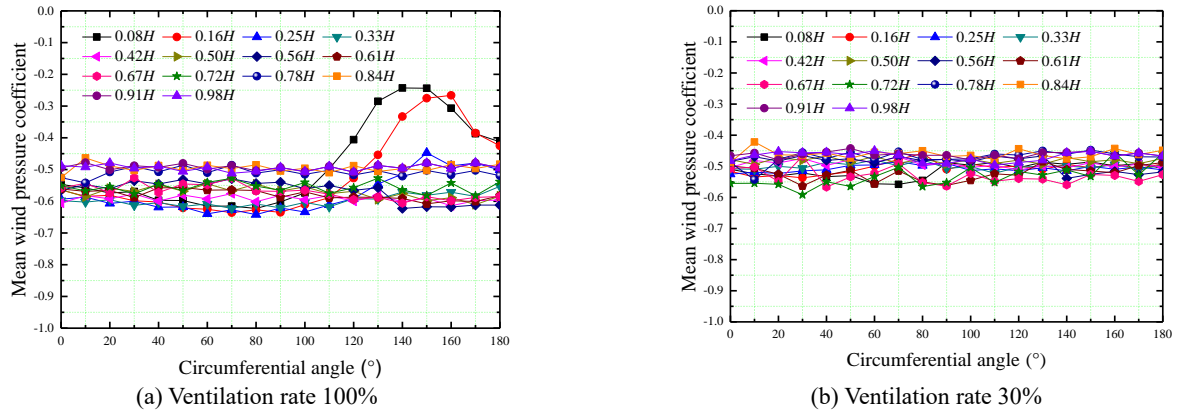 -0.1
-0.2
-0.3
-0.4
-0.5
-0.6
-0.7
-0.8
-0.9
-1.0
Mean wind pressure coefficient
0.08H 0.16H 0.25H 0.33H
0.42H 0.50H 0.56H 0.61H
0.67H 0.72H 0.78H 0.84H
0.91H 0.98H
0 20 40 60 80 100 120 140 160 180
Circumferential angle (°)
(a) Ventilation rate 100%
0.0
-0.1
-0.2
-0.3
-0.4
-0.5
-0.6
-0.7
-0.8
-0.9
-1.0
Mean wind pressure coefficient
0.08H 0.16H 0.25H 0.33H
0.42H 0.50H 0.56H 0.61H
0.67H 0.72H 0.78H 0.84H
0.91H 0.98H
0 20 40 60 80 100 120 140 160 180
Circumferential angle (°)
(b) Ventilation rate 30%